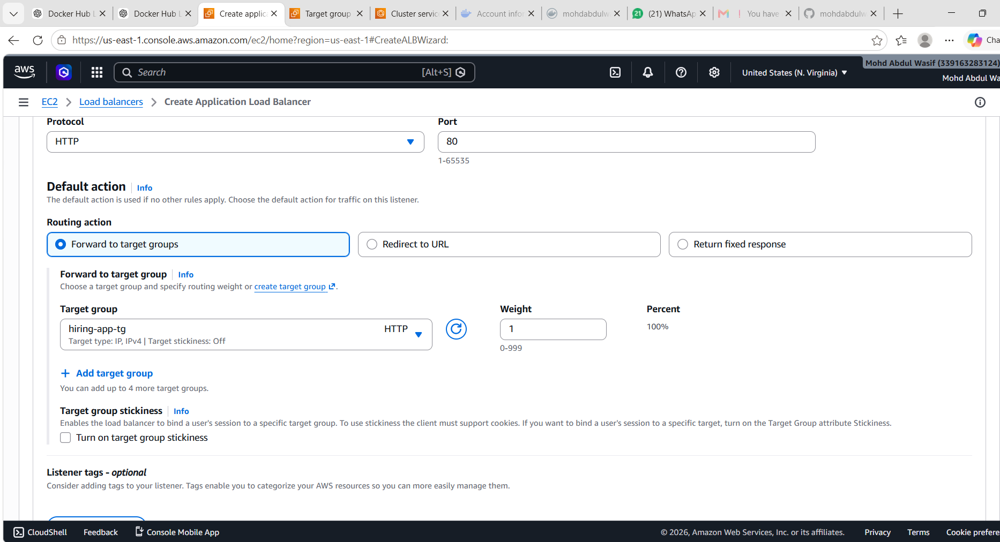 Docker Hub L
Docker Hub L
Create applic
Target group
Cluster servic
Account infor
mohdabdulw
21
(21) WhatsAp
You have
mohdabdulw
https://us-east-1.console.aws.amazon.com/ec2/home?region=us-east-1#CreateALBWizard:
Cha
aws
Search
[Alt+S]
United States (N. Virginia)
Mohd Abdul Wasif (339163283124)
Mohd Abdul Wa
EC2
Load balancers
Create Application Load Balancer
Protocol
Port
HTTP
80
1-65535
Default action
Info
The default action is used if no other rules apply. Choose the default action for traffic on this listener.
Routing action
Forward to target groups
Redirect to URL
Return fixed response
Forward to target group
Info
Choose a target group and specify routing weight or create target group.
Target group
Weight
Percent
hiring-app-tg
HTTP
Target type: IP, IPv4 | Target stickiness: Off
1
100%
0-999
+ Add target group
You can add up to 4 more target groups.
Target group stickiness
Info
Enables the load balancer to bind a user's session to a specific target group. To use stickiness the client must support cookies. If you want to bind a user's session to a specific target, turn on the Target Group attribute Stickiness.
Turn on target group stickiness
Listener tags - optional
Consider adding tags to your listener. Tags enable you to categorize your AWS resources so you can more easily manage them.
CloudShell
Feedback
Console Mobile App
© 2026, Amazon Web Services, Inc. or its affiliates.
Privacy
Terms
Cookie prefere